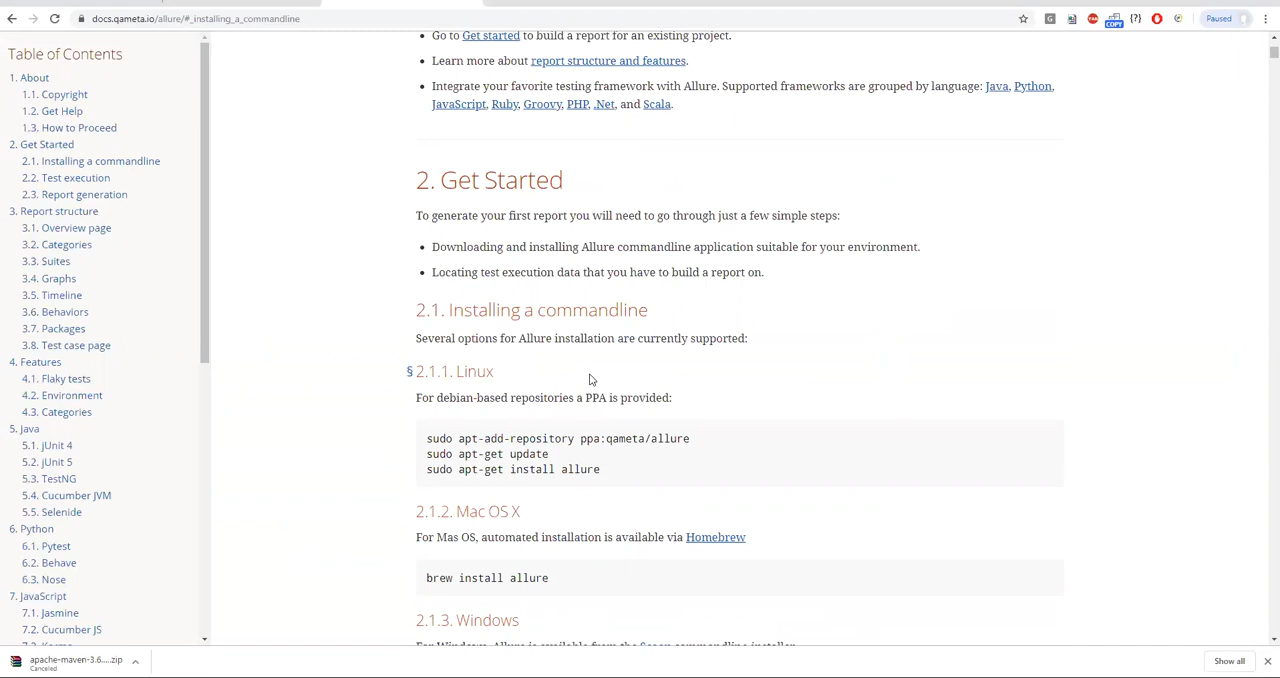 docs.qameta.io/allure/#_installing_a_commandline
COPY
{?}
Paused
Table of Contents
1. About
1.1. Copyright
1.2. Get Help
1.3. How to Proceed
2. Get Started
2.1. Installing a commandline
2.2. Test execution
2.3. Report generation
3. Report structure
3.1. Overview page
3.2. Categories
3.3. Suites
3.4. Graphs
3.5. Timeline
3.6. Behaviors
3.7. Packages
3.8. Test case page
4. Features
4.1. Flaky tests
4.2. Environment
4.3. Categories
5. Java
5.1. jUnit 4
5.2. jUnit 5
5.3. TestNG
5.4. Cucumber JVM
5.5. Selenide
6. Python
6.1. Pytest
6.2. Behave
6.3. Nose
7. JavaScript
7.1. Jasmine
7.2. Cucumber JS
• Go to Get started to build a report for an existing project.
• Learn more about report structure and features.
• Integrate your favorite testing framework with Allure. Supported frameworks are grouped by language: Java, Python,
JavaScript, Ruby, Groovy, PHP, .Net, and Scala.
2. Get Started
To generate your first report you will need to go through just a few simple steps:
• Downloading and installing Allure commandline application suitable for your environment.
• Locating test execution data that you have to build a report on.
2.1. Installing a commandline
Several options for Allure installation are currently supported:
§ 2.1.1. Linux
For debian-based repositories a PPA is provided:
sudo apt-add-repository ppa:qameta/allure
sudo apt-get update
sudo apt-get install allure
2.1.2. Mac OS X
For Mas OS, automated installation is available via Homebrew
brew install allure
2.1.3. Windows
For Windows, Allure is available from the Scoop commandline installer
apache-maven-3.6....zip
Canceled
Show all